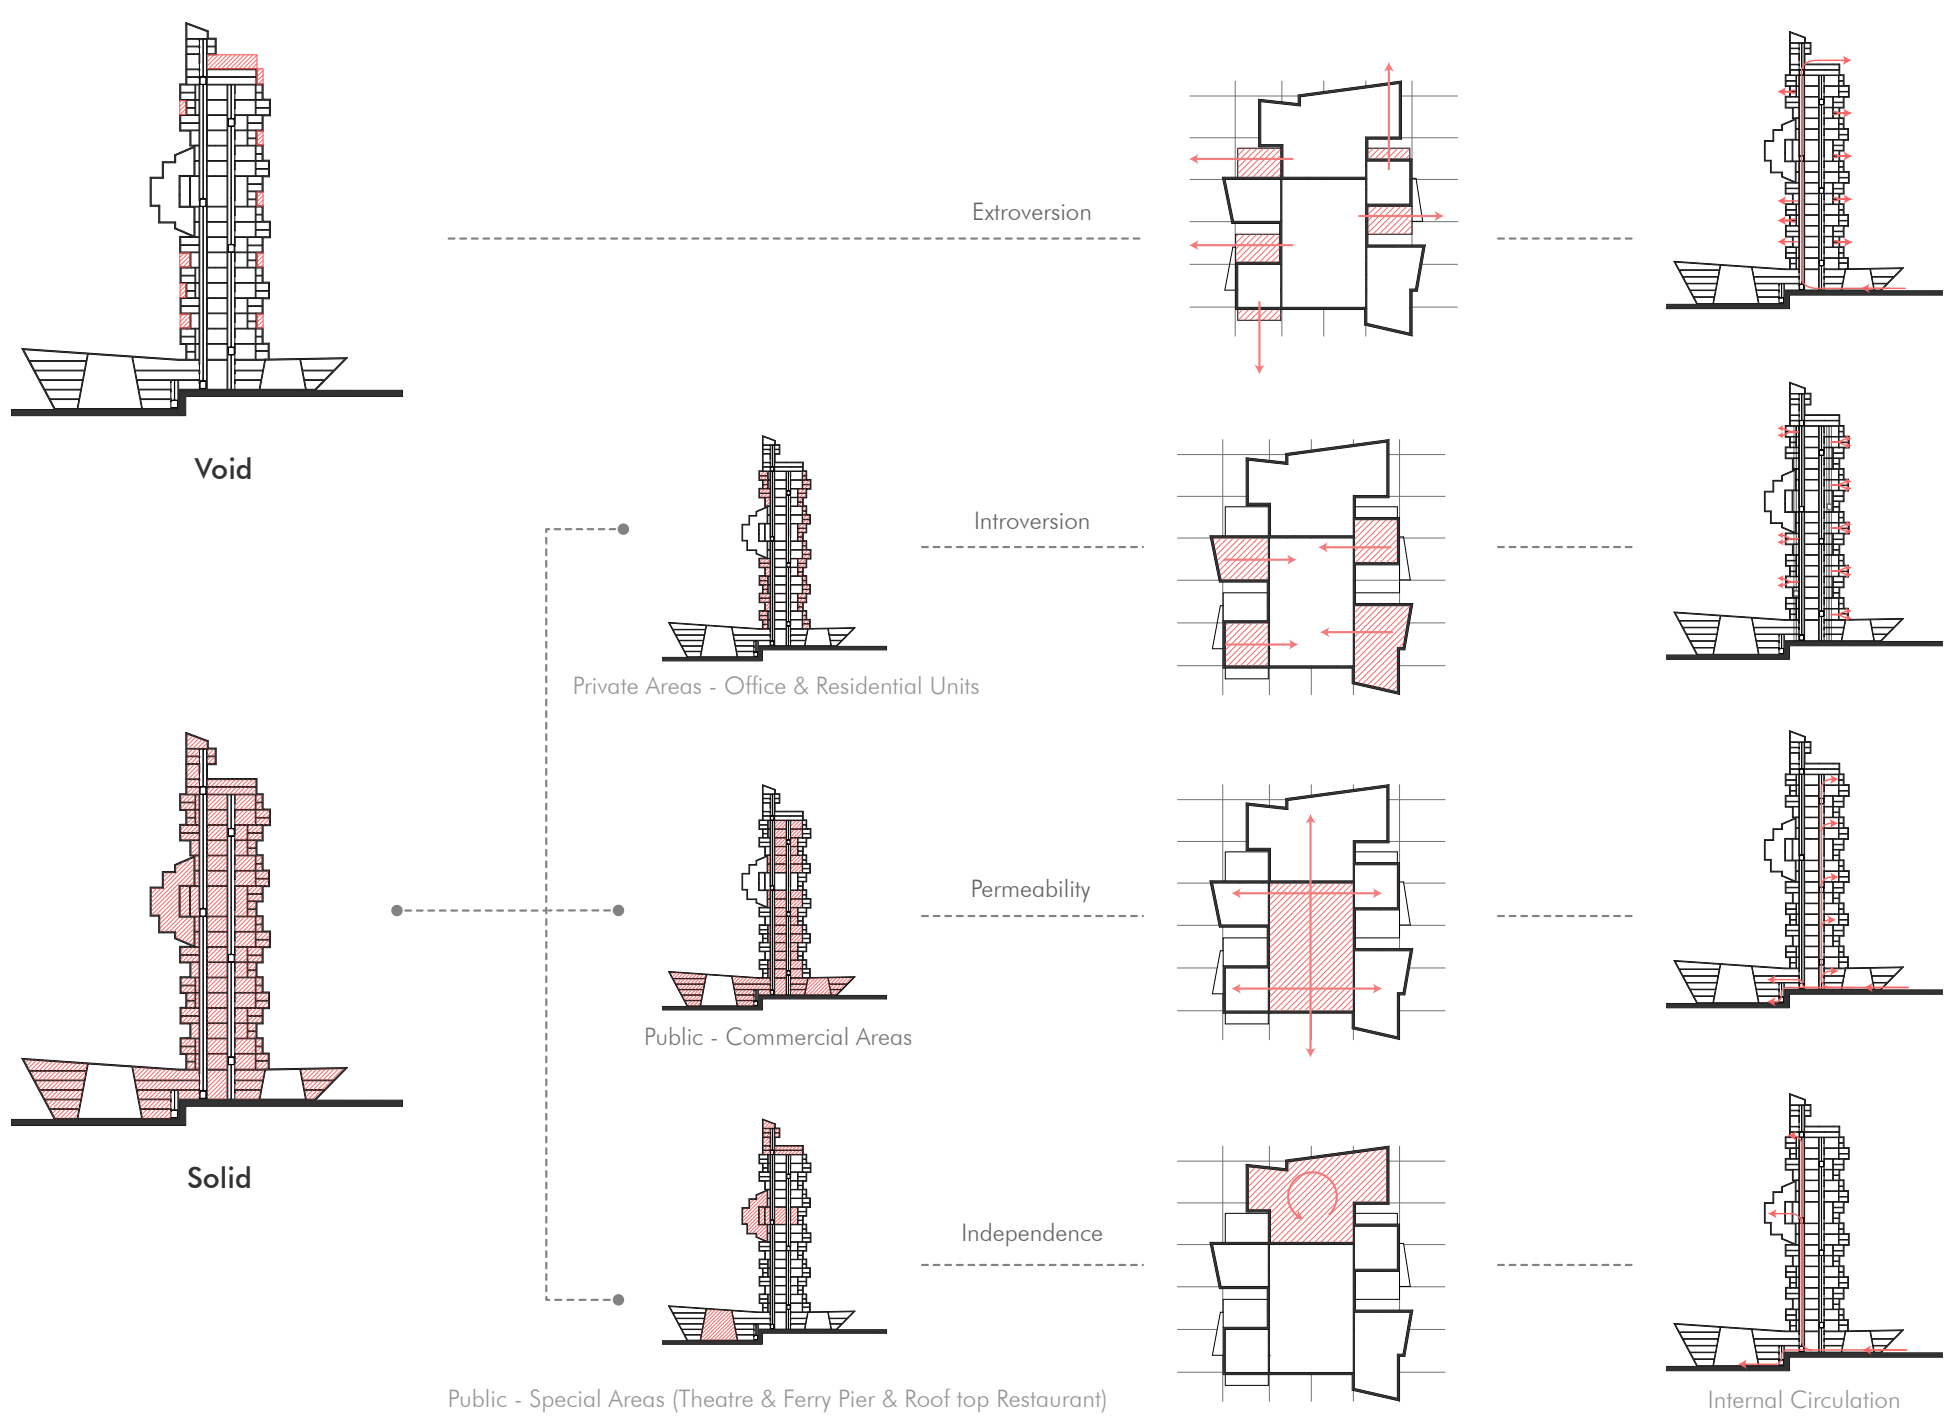 Extroversion
Void
Introversion
Private Areas - Office & Residential Units
Permeability
Public - Commercial Areas
Solid
Independence
Public - Special Areas (Theatre & Ferry Pier & Roof top Restaurant)
Internal Circulation